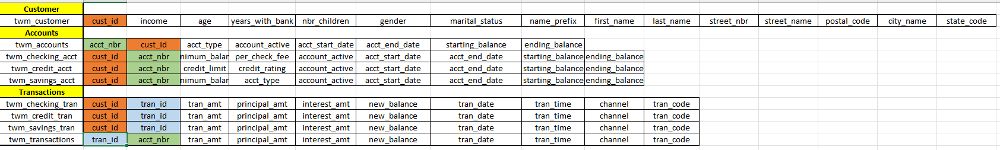 Customer
twm_customer cust_id income age years_with_bank nbr_children gender marital_status name_prefix first_name last_name street_nbr street_name postal_code city_name state_code
Accounts
twm_accounts acct_nbr cust_id acct_type account_active acct_start_date acct_end_date starting_balance ending_balance
twm_checking_acct cust_id acct_nbr nimum_balar per_check_fee account_active acct_start_date acct_end_date starting_balance ending_balance
twm_credit_acct cust_id acct_nbr credit_limit credit_rating account_active acct_start_date acct_end_date starting_balance ending_balance
twm_savings_acct cust_id acct_nbr nimum_balar acct_type account_active acct_start_date acct_end_date starting_balance ending_balance
Transactions
twm_checking_tran cust_id tran_id tran_amt principal_amt interest_amt new_balance tran_date tran_time channel tran_code
twm_credit_tran cust_id tran_id tran_amt principal_amt interest_amt new_balance tran_date tran_time channel tran_code
twm_savings_tran cust_id tran_id tran_amt principal_amt interest_amt new_balance tran_date tran_time channel tran_code
twm_transactions tran_id acct_nbr tran_amt principal_amt interest_amt new_balance tran_date tran_time channel tran_code